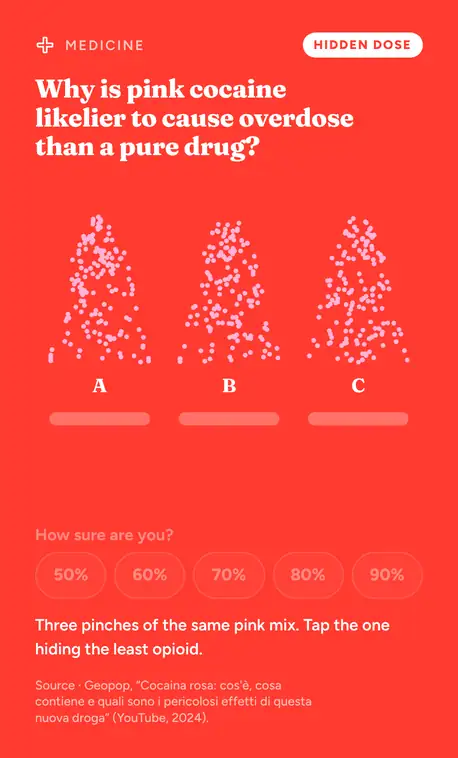 MEDICINE
HIDDEN DOSE
Why is pink cocaine
likelier to cause overdose
than a pure drug?
A
B
C
How sure are you?
50%
60%
70%
80%
90%
Three pinches of the same pink mix. Tap the one
hiding the least opioid.
Source · Geopop, "Cocaina rosa: cos'è, cosa
contiene e quali sono i pericolosi effetti di questa
nuova droga" (YouTube, 2024).